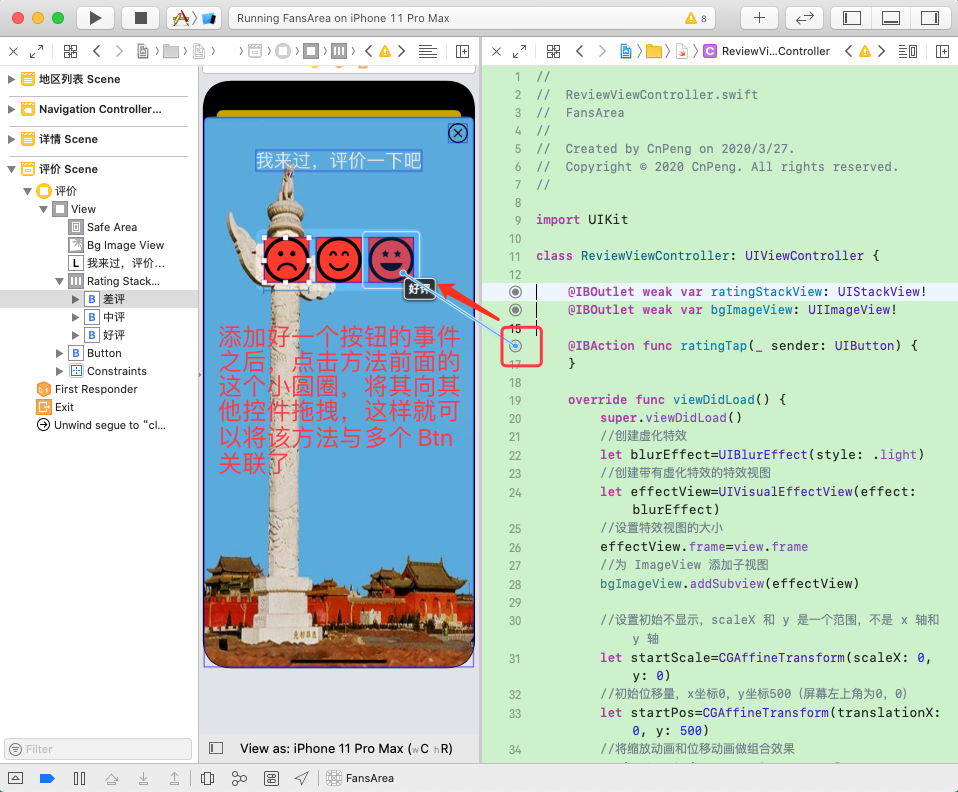 Running FansArea on iPhone 11 Pro Max
8
ReviewVi...Controller
地区列表 Scene
Navigation Controller...
详情 Scene
评价 Scene
评价
View
Safe Area
Bg Image View
L 我来过，评价...
Rating Stack...
B 差评
B 中评
B 好评
B Button
Constraints
First Responder
Exit
Unwind segue to "cl...
Filter
我来过，评价一下吧
好评
添加好一个按钮的事件
之后，点击方法前面的
这个小圆圈，将其向其
他控件拖拽，这样就可
以将该方法与多个 Btn
关联了
View as: iPhone 11 Pro Max (wC hR)
1 //
2 // ReviewViewController.swift
3 // FansArea
4 //
5 // Created by CnPeng on 2020/3/27.
6 // Copyright © 2020 CnPeng. All rights reserved.
7 //
8
9 import UIKit
10
11 class ReviewViewController: UIViewController {
12
@IBOutlet weak var ratingStackView: UIStackView!
@IBOutlet weak var bgImageView: UIImageView!
15
@IBAction func ratingTap(_ sender: UIButton) {
17 }
18
19 override func viewDidLoad() {
20 super.viewDidLoad()
21 //创建虚化特效
22 let blurEffect=UIBlurEffect(style: .light)
23 //创建带有虚化特效的特效视图
24 let effectView=UIVisualEffectView(effect:
blurEffect)
25 //设置特效视图的大小
26 effectView.frame=view.frame
27 //为 ImageView 添加子视图
28 bgImageView.addSubview(effectView)
29
30 //设置初始不显示，scaleX 和 y 是一个范围，不是 x 轴和
y 轴
31 let startScale=CGAffineTransform(scaleX: 0,
y: 0)
32 //初始位移量，x坐标0，y坐标500（屏幕左上角为0，0）
33 let startPos=CGAffineTransform(translationX:
0, y: 500)
34 //将缩放动画和位移动画做组合效果
FansArea